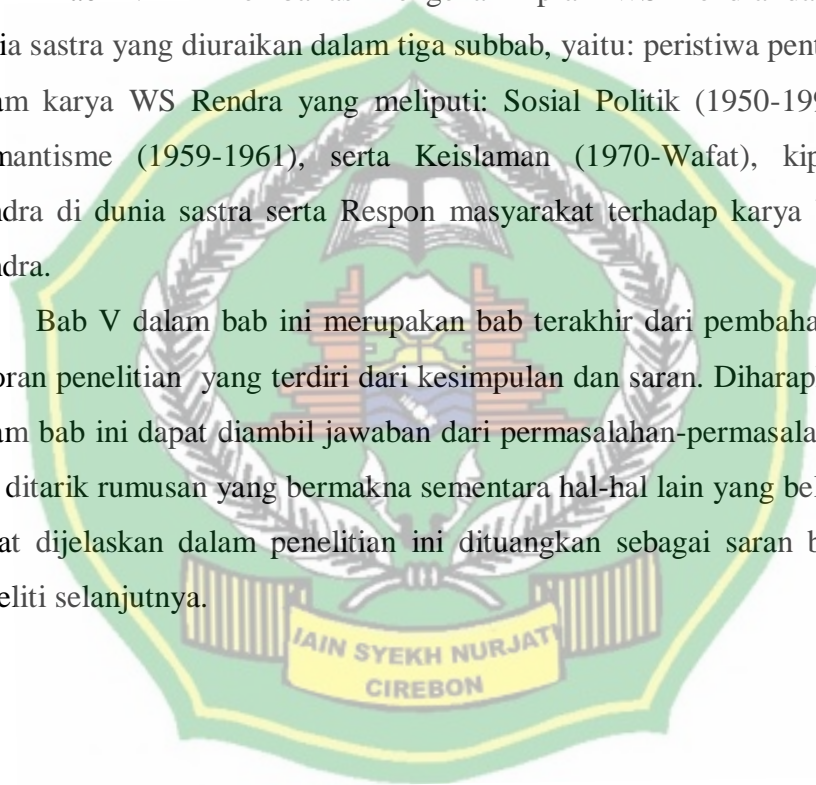 ia sastra yang diuraikan dalam tiga subbab, yaitu: peristiwa pent
am karya WS Rendra yang meliputi: Sosial Politik (1950-199
mantisme (1959-1961), serta Keislaman (1970-Wafat), kip
ndra di dunia sastra serta Respon masyarakat terhadap karya
ndra.
Bab V dalam bab ini merupakan bab terakhir dari pembaha
oran penelitian yang terdiri dari kesimpulan dan saran. Diharap
am bab ini dapat diambil jawaban dari permasalahan-permasala
ditarik rumusan yang bermakna sementara hal-hal lain yang bel
at dijelaskan dalam penelitian ini dituangkan sebagai saran b
eliti selanjutnya.
IAIN SYEKH NURJATI
CIREBON